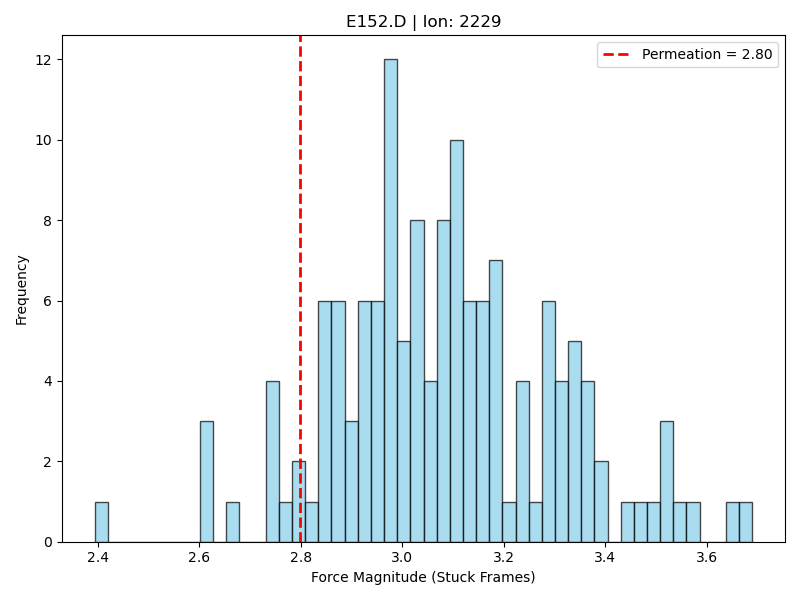 E152.D | Ion: 2229
Permeation = 2.80
12
10
8
6
4
2
0
Frequency
2.4 2.6 2.8 3.0 3.2 3.4 3.6
Force Magnitude (Stuck Frames)